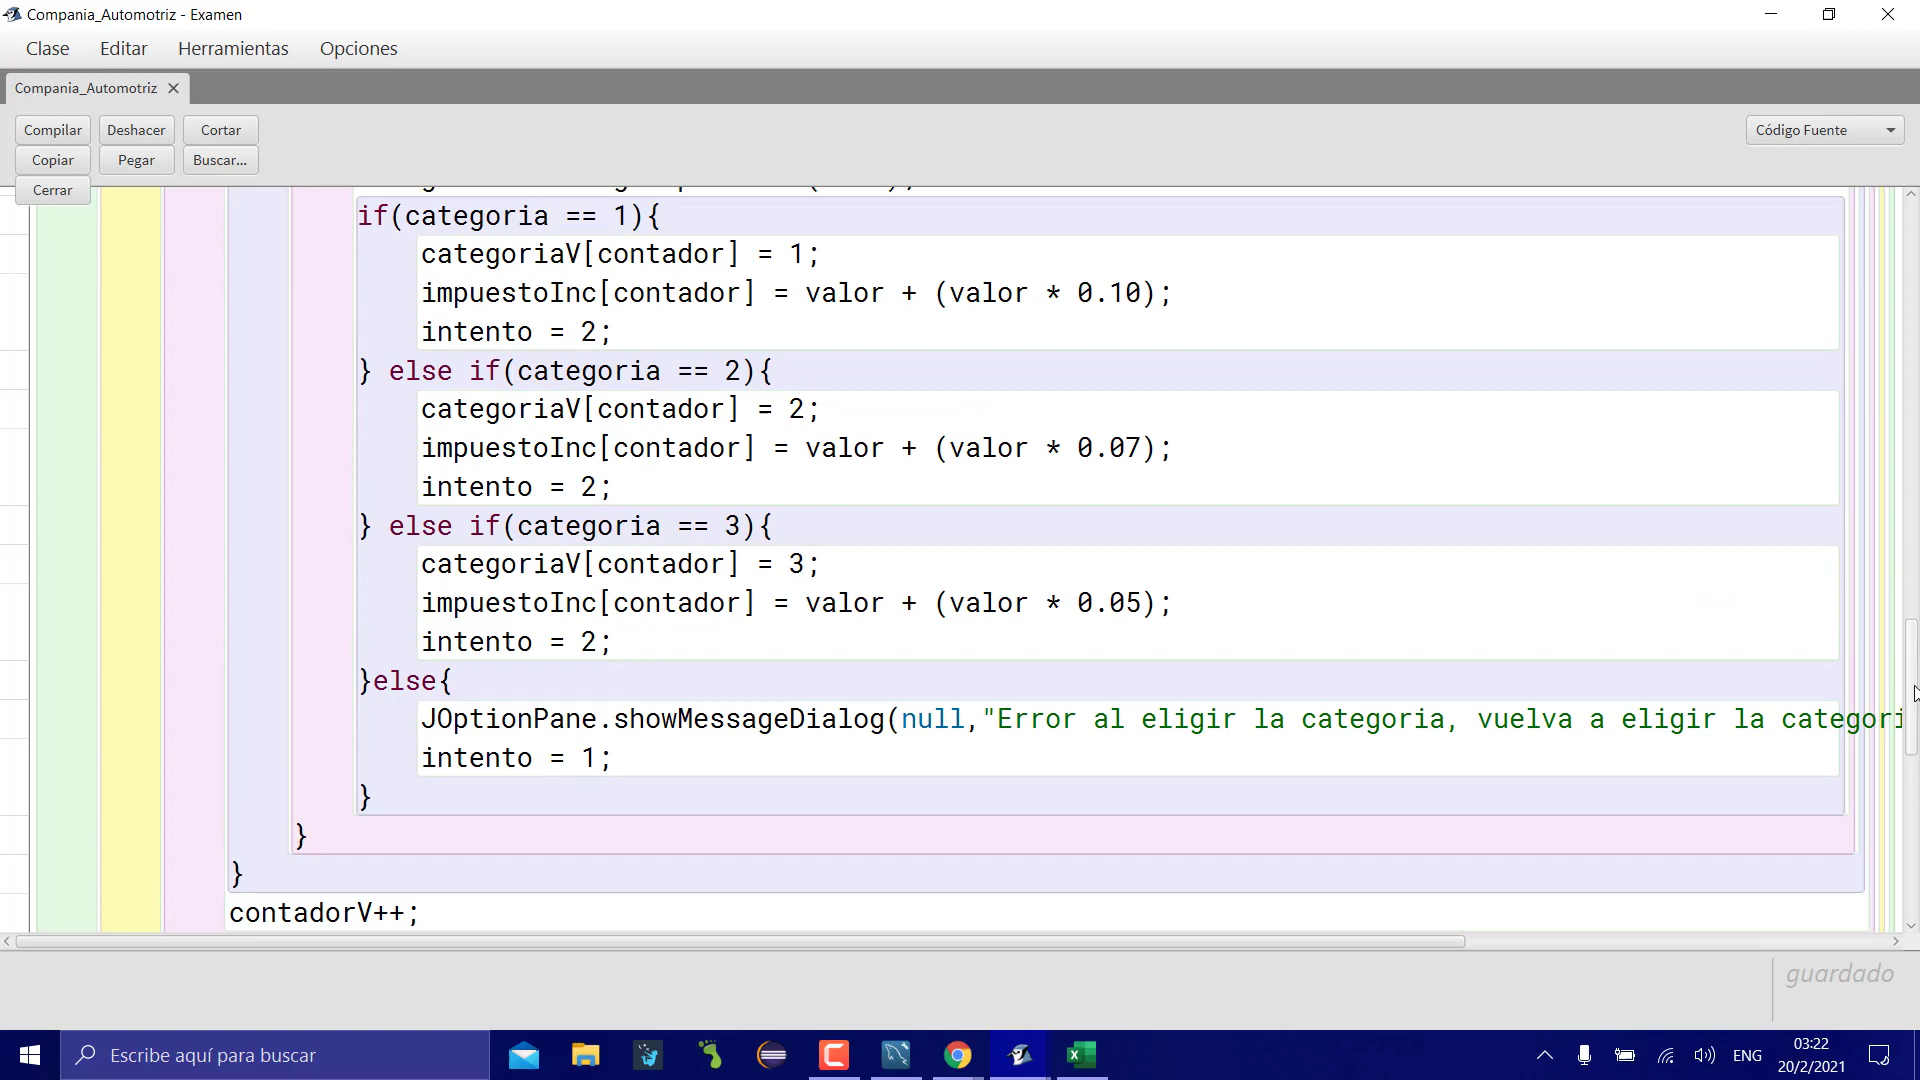 Compania_Automotriz - Examen
Clase Editar Herramientas Opciones
Compania_Automotriz
Compilar Deshacer Cortar
Código Fuente
Copiar Pegar Buscar...
Cerrar
if(categoria == 1){
categoriaV[contador] = 1;
impuestoInc[contador] = valor + (valor * 0.10);
intento = 2;
} else if(categoria == 2){
categoriaV[contador] = 2;
impuestoInc[contador] = valor + (valor * 0.07);
intento = 2;
} else if(categoria == 3){
categoriaV[contador] = 3;
impuestoInc[contador] = valor + (valor * 0.05);
intento = 2;
}else{
JOptionPane.showMessageDialog(null,"Error al eligir la categoria, vuelva a eligir la categori
intento = 1;
}
}
}
contadorV++;
guardado
Escribe aquí para buscar
ENG
03:22
20/2/2021